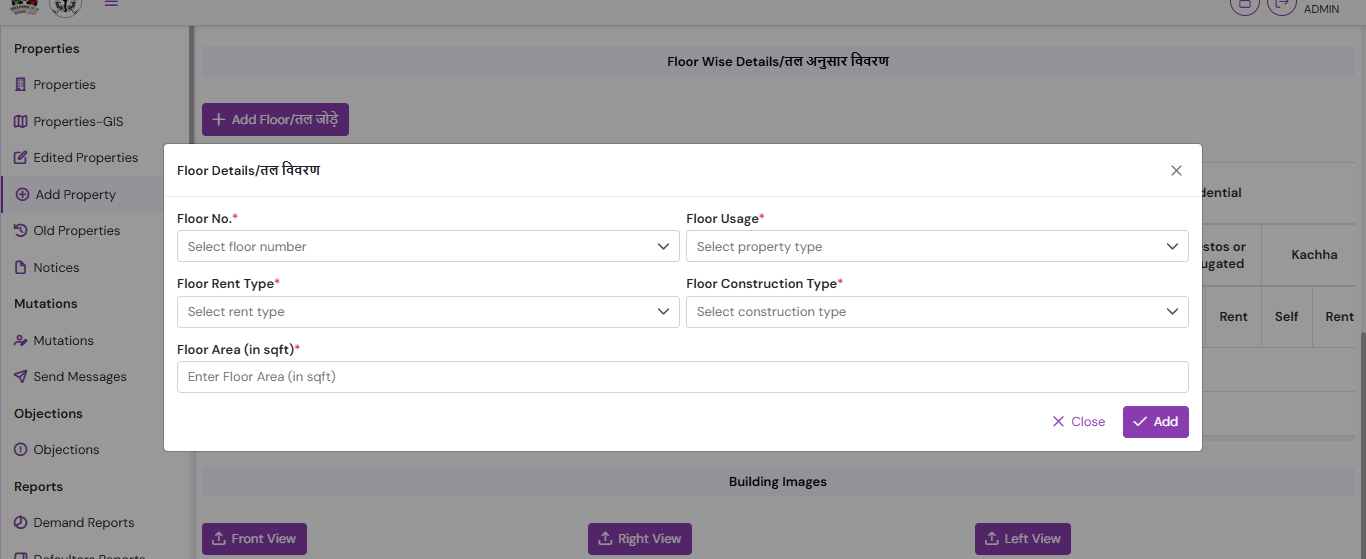 ADMIN
Properties
Properties
Properties-GIS
Edited Properties
Add Property
Old Properties
Notices
Mutations
Mutations
Send Messages
Objections
Objections
Reports
Demand Reports
Defaulters Reports
Floor Wise Details/तल अनुसार विवरण
Add Floor/तल जोड़े
Floor Details/तल विवरण
Floor No.*
Select floor number
Floor Usage*
Select property type
Floor Rent Type*
Select rent type
Floor Construction Type*
Select construction type
Floor Area (in sqft)*
Enter Floor Area (in sqft)
Close
Add
Kachha
Rent
Self
Rent
Building Images
Front View
Right View
Left View